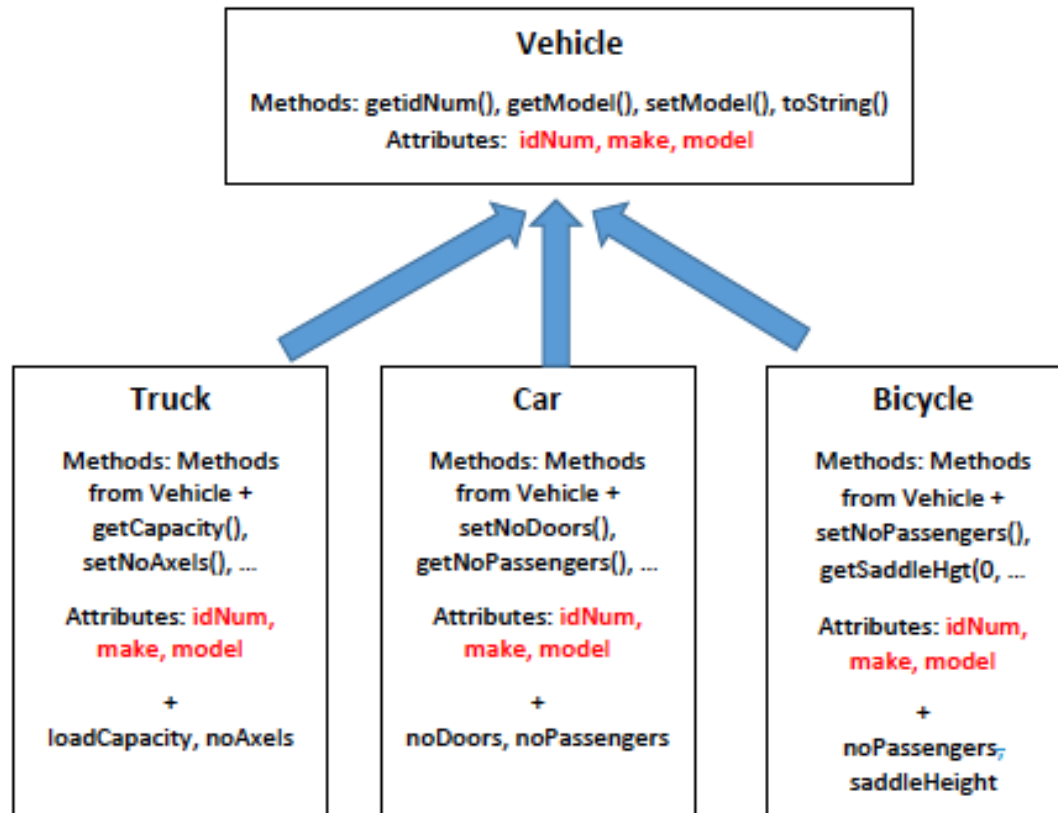 Vehicle
Methods: getidNum(), getModel(), setModel(), toString()
Attributes: idNum, make, model
Truck
Methods: Methods
from Vehicle +
getCapacity(),
setNoAxels(), ...
Attributes: idNum,
make, model
+
loadCapacity, noAxels
Car
Methods: Methods
from Vehicle +
setNoDoors(),
getNoPassengers(), ...
Attributes: idNum,
make, model
+
noDoors, noPassengers
Bicycle
Methods: Methods
from Vehicle +
setNoPassengers(),
getSaddleHgt(0, ...
Attributes: idNum,
make, model
+
noPassengers,
saddleHeight